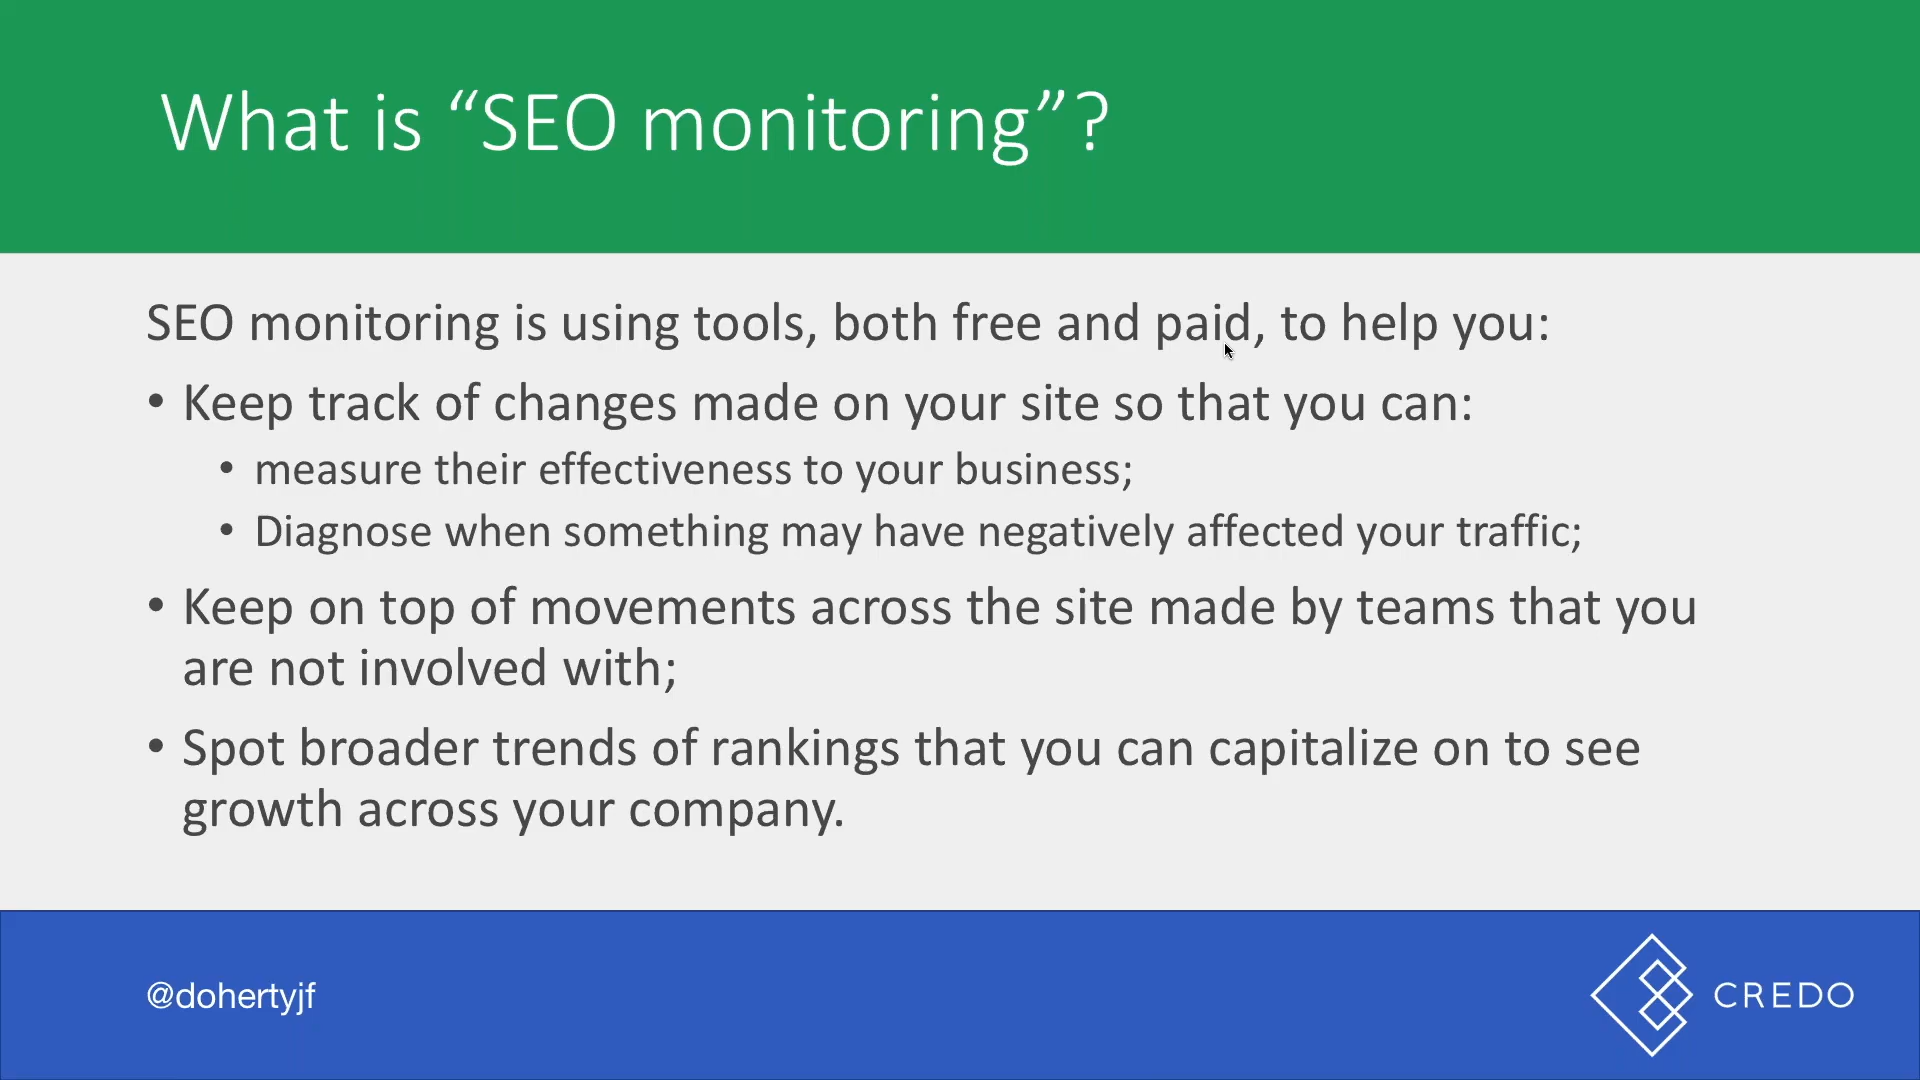 What is “SEO monitoring”?
SEO monitoring is using tools, both free and paid, to help you:
• Keep track of changes made on your site so that you can:
• measure their effectiveness to your business;
• Diagnose when something may have negatively affected your traffic;
• Keep on top of movements across the site made by teams that you
are not involved with;
• Spot broader trends of rankings that you can capitalize on to see
growth across your company.
@dohertyjf
CREDO